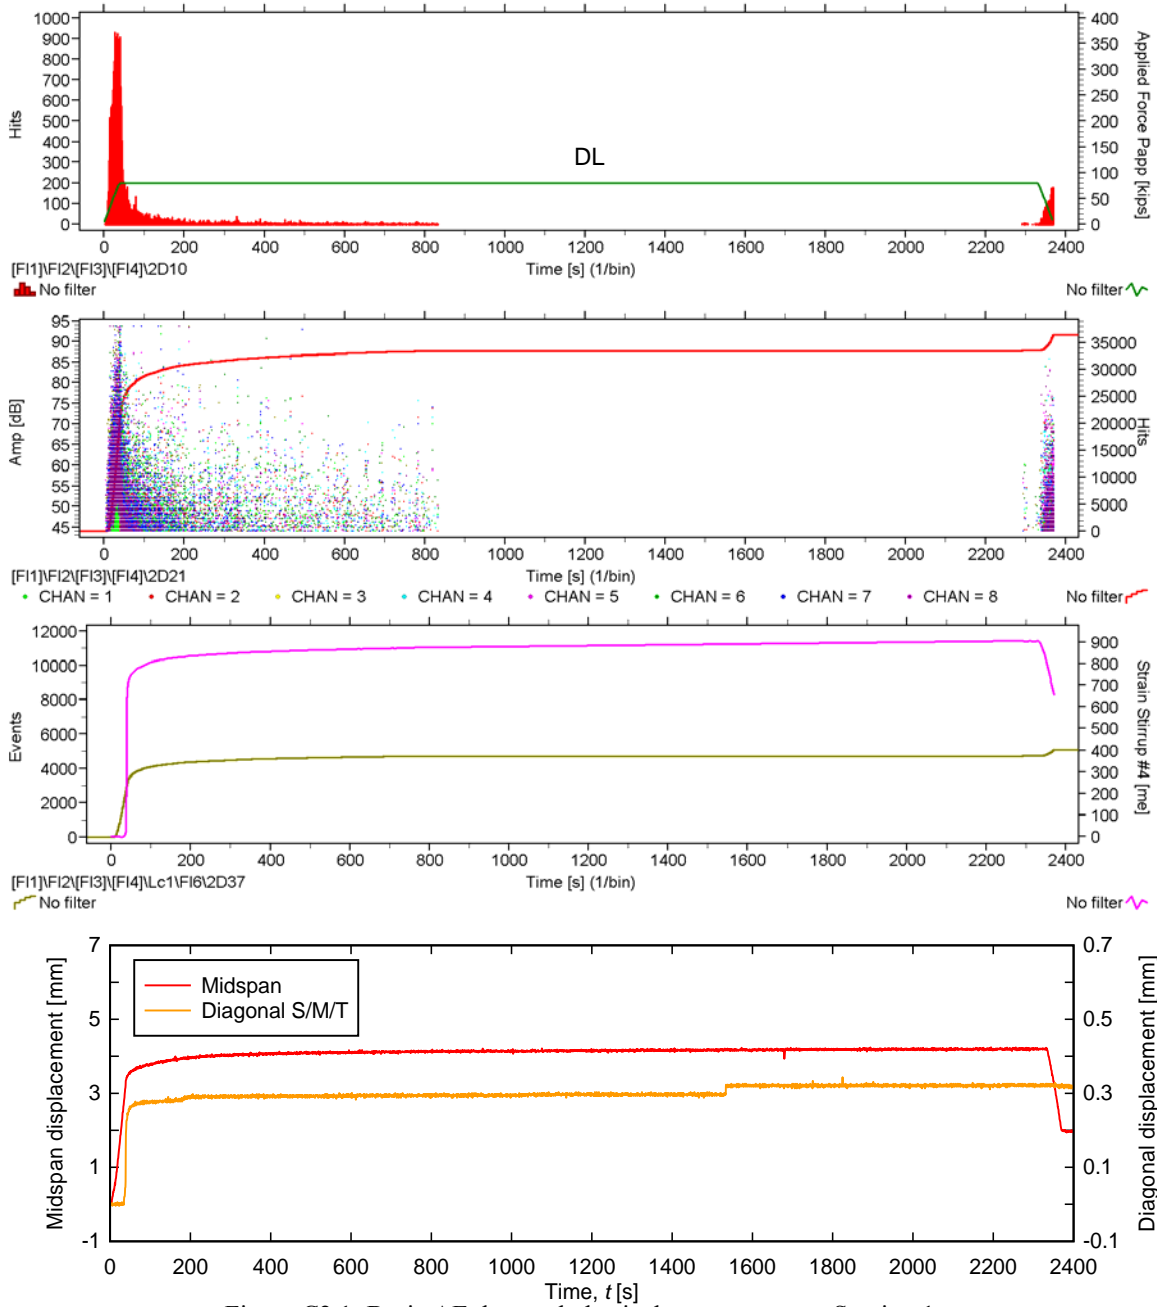 1000
900
800
700
600
500
400
300
200
100
0
Hits
400
350
300
250
200
150
100
50
0
Applied Force Papp [kips]
DL
0 200 400 600 800 1000 1200 1400 1600 1800 2000 2200 2400
[FI1]\FI2\[FI3]\[FI4]\2D10
Time [s] (1/bin)
No filter
No filter
95
90
85
80
75
70
65
60
55
50
45
Amp [dB]
35000
30000
25000
20000
15000
10000
5000
0
Hits
0 200 400 600 800 1000 1200 1400 1600 1800 2000 2200 2400
[FI1]\FI2\[FI3]\[FI4]\2D21
Time [s] (1/bin)
CHAN = 1 CHAN = 2 CHAN = 3 CHAN = 4 CHAN = 5 CHAN = 6 CHAN = 7 CHAN = 8
No filter
12000
10000
8000
6000
4000
2000
0
Events
900
800
700
600
500
400
300
200
100
0
Strain Stirrup #4 [me]
0 200 400 600 800 1000 1200 1400 1600 1800 2000 2200 2400
[FI1]\FI2\[FI3]\[FI4]\Lc1\FI6\2D37
Time [s] (1/bin)
No filter
No filter
7
5
3
1
-1
Midspan displacement [mm]
Midspan
Diagonal S/M/T
0.7
0.5
0.3
0.1
-0.1
Diagonal displacement [mm]
0 200 400 600 800 1000 1200 1400 1600 1800 2000 2200 2400
Time, t [s]